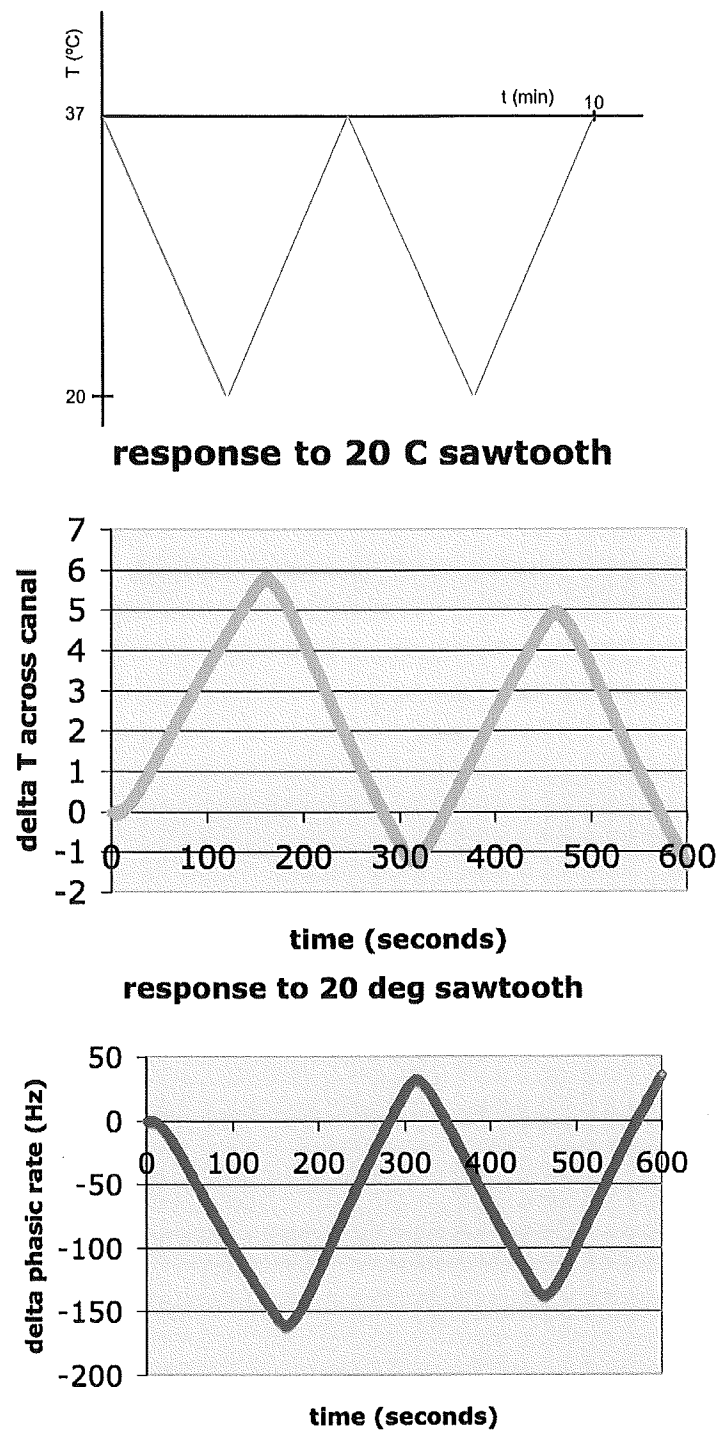 T (ºC)
37
t (min)
10
20
response to 20 C sawtooth
7
6
5
4
3
2
1
0
-1
-2
delta T across canal
0 100 200 300 400 500 600
time (seconds)
response to 20 deg sawtooth
50
0
-50
-100
-150
-200
delta phasic rate (Hz)
0 100 200 300 400 500 600
time (seconds)